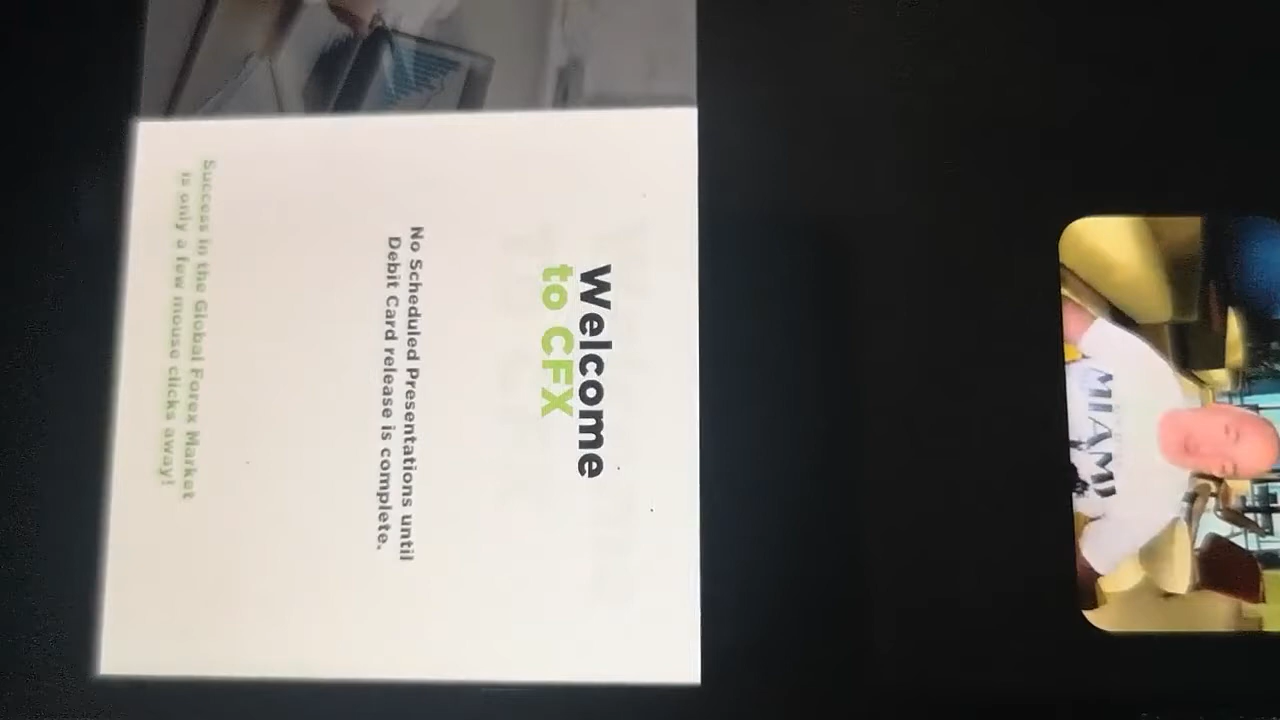 Welcome
to CFX
No Scheduled Presentations until
Debit Card release is complete.
Success in the Global Forex Market
is only a few mouse clicks away!
MIAMI